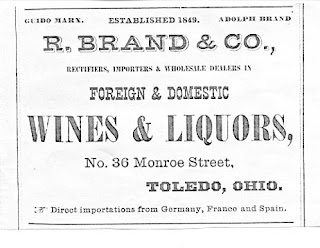 GUIDO MARX. ESTABLISHED 1849. ADOLPH BRAND
R. BRAND & CO.,
RECTIFIERS, IMPORTERS & WHOLESALE DEALERS IN
FOREIGN & DOMESTIC
WINES & LIQUORS,
No. 36 Monroe Street,
TOLEDO, OHIO.
☞ Direct importations from Germany, France and Spain.